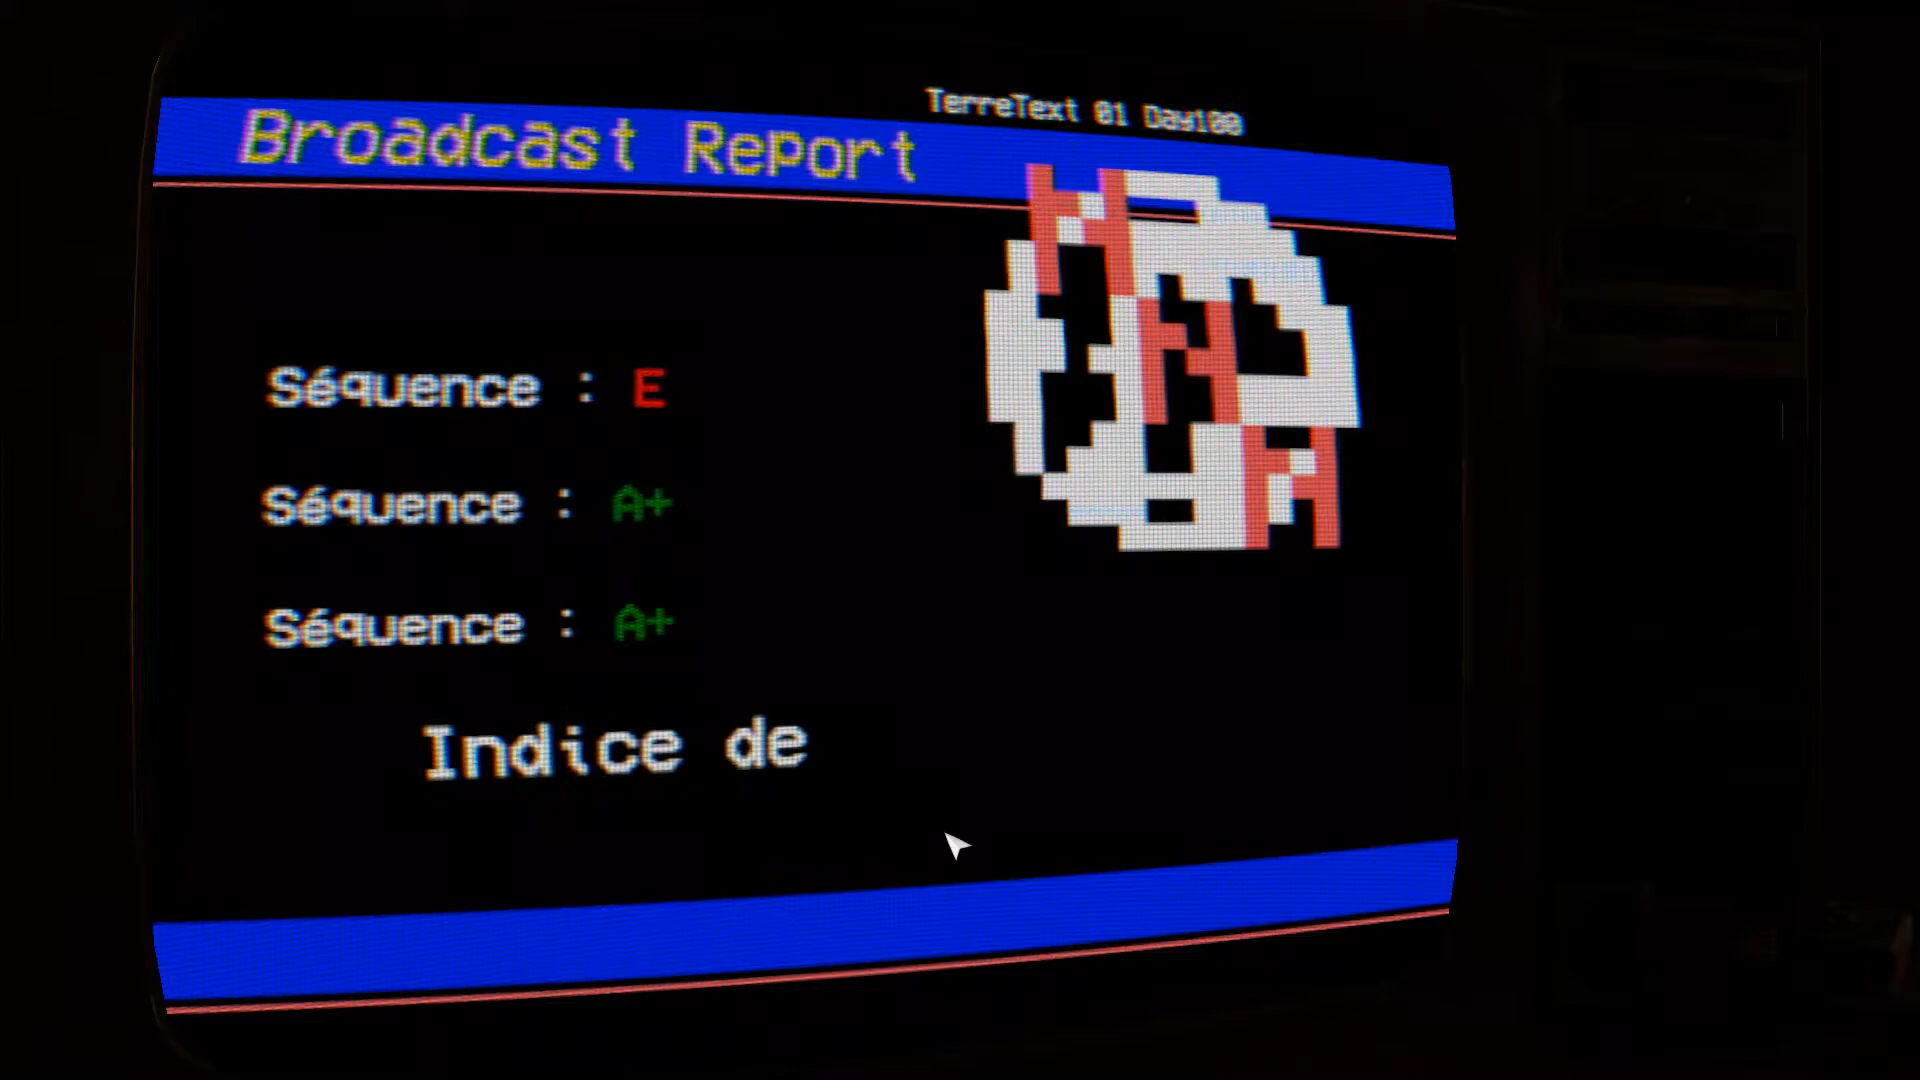 TerreText 01 Day100
Broadcast Report
Séquence : E
Séquence : A+
Séquence : A+
Indice de